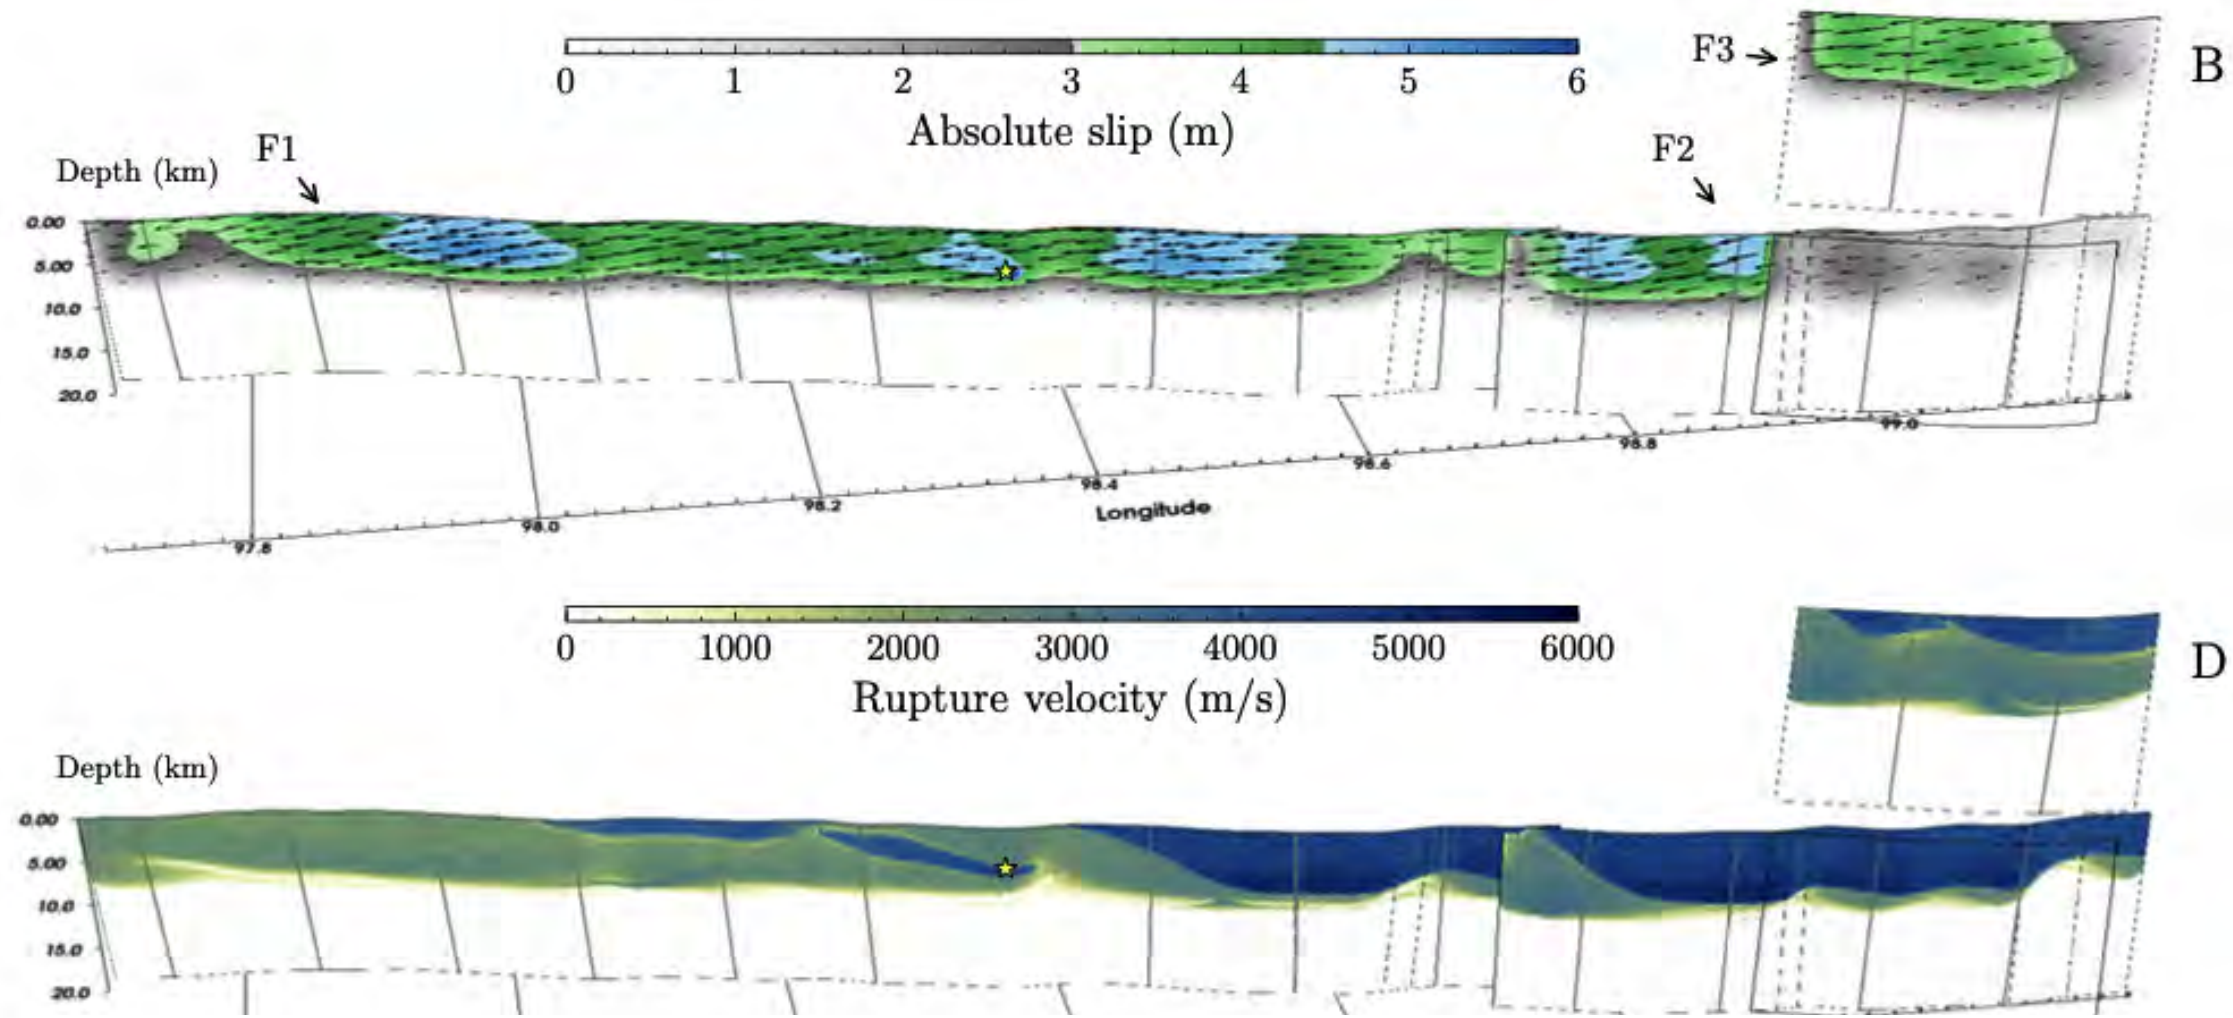 B
F3
0 1 2 3 4 5 6
Absolute slip (m)
F2
F1
Depth (km)
0.00
5.00
10.0
15.0
20.0
97.8 98.0 98.2 98.4 98.6 98.8 99.0
Longitude
0 1000 2000 3000 4000 5000 6000
D
Rupture velocity (m/s)
Depth (km)
0.00
5.00
10.0
15.0
20.0